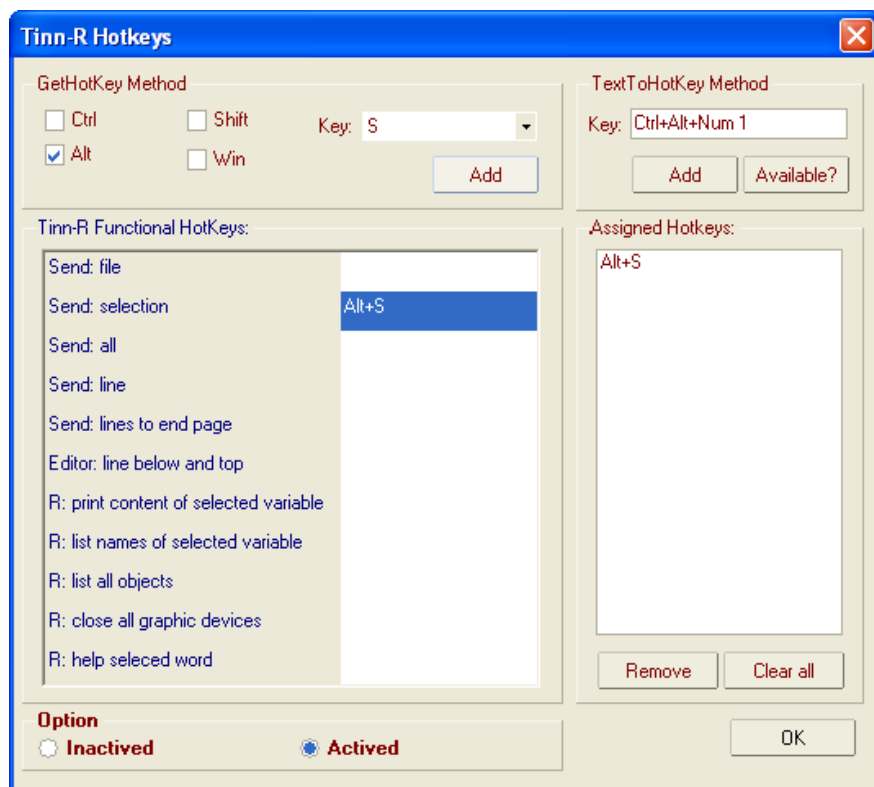 Tinn-R Hotkeys
GetHotKey Method
Ctrl
Shift
Key: S
Alt
Win
Add
TextToHotKey Method
Key: Ctrl+Alt+Num 1
Add
Available?
Tinn-R Functional HotKeys:
Send: file
Send: selection Alt+S
Send: all
Send: line
Send: lines to end page
Editor: line below and top
R: print content of selected variable
R: list names of selected variable
R: list all objects
R: close all graphic devices
R: help seleced word
Assigned Hotkeys:
Alt+S
Remove
Clear all
Option
Inactived
Actived
OK